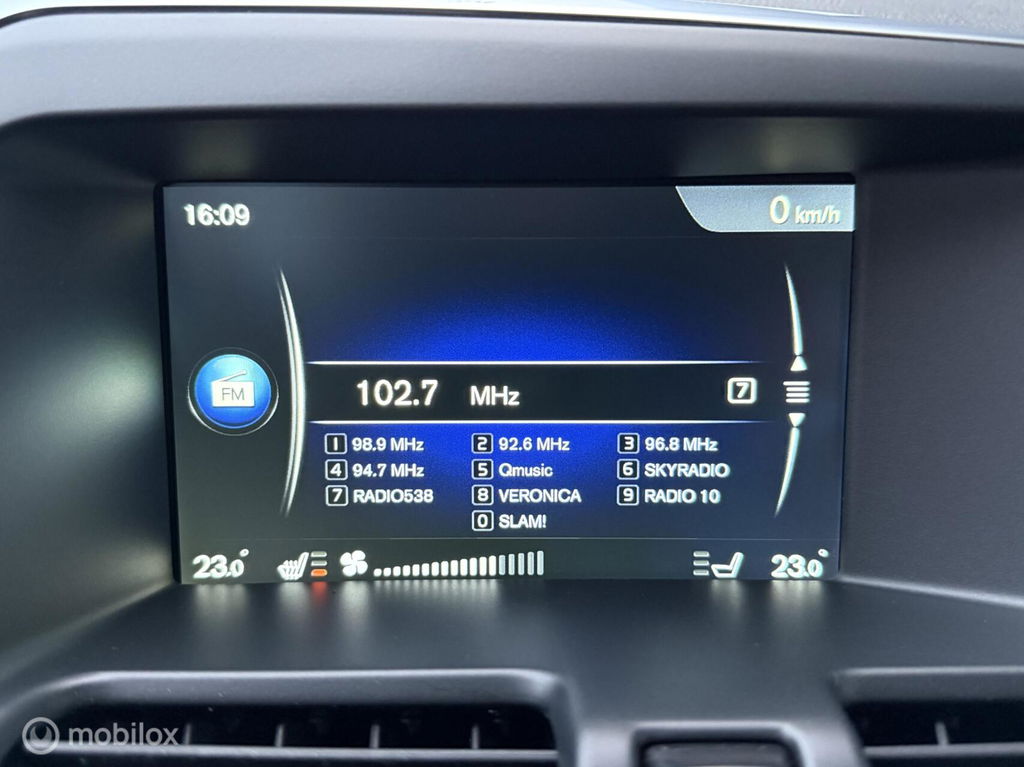 16:09
0 km/h
FM
102.7 MHz 7
1 98.9 MHz 2 92.6 MHz 3 96.8 MHz
4 94.7 MHz 5 Qmusic 6 SKYRADIO
7 RADIO538 8 VERONICA 9 RADIO 10
0 SLAM!
23.0° 23.0°
mobilox